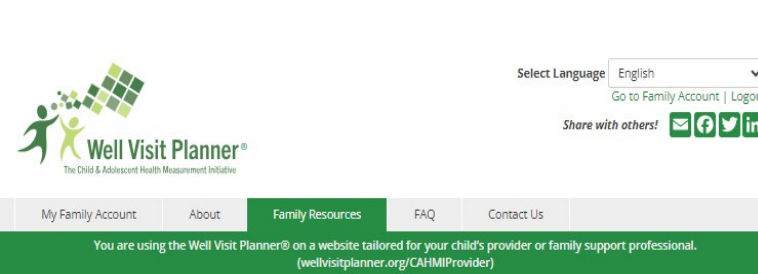 Select Language English
Go to Family Account | Logou
Share with others!
Well Visit Planner®
The Child & Adolescent Health Measurement Initiative
My Family Account About Family Resources FAQ Contact Us
You are using the Well Visit Planner® on a website tailored for your child's provider or family support professional.
(wellvisitplanner.org/CAHMIProvider)